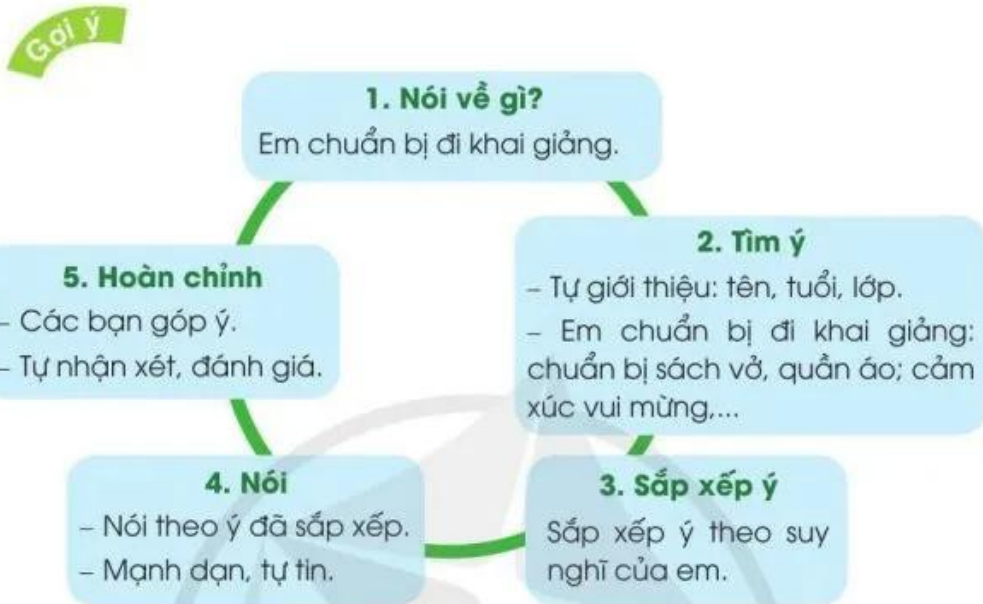 Gợi ý
1. Nói về gì?
Em chuẩn bị đi khai giảng.
2. Tìm ý
– Tự giới thiệu: tên, tuổi, lớp.
– Em chuẩn bị đi khai giảng:
chuẩn bị sách vở, quần áo; cảm
xúc vui mừng,...
3. Sắp xếp ý
Sắp xếp ý theo suy
nghĩ của em.
4. Nói
– Nói theo ý đã sắp xếp.
– Mạnh dạn, tự tin.
5. Hoàn chỉnh
– Các bạn góp ý.
– Tự nhận xét, đánh giá.